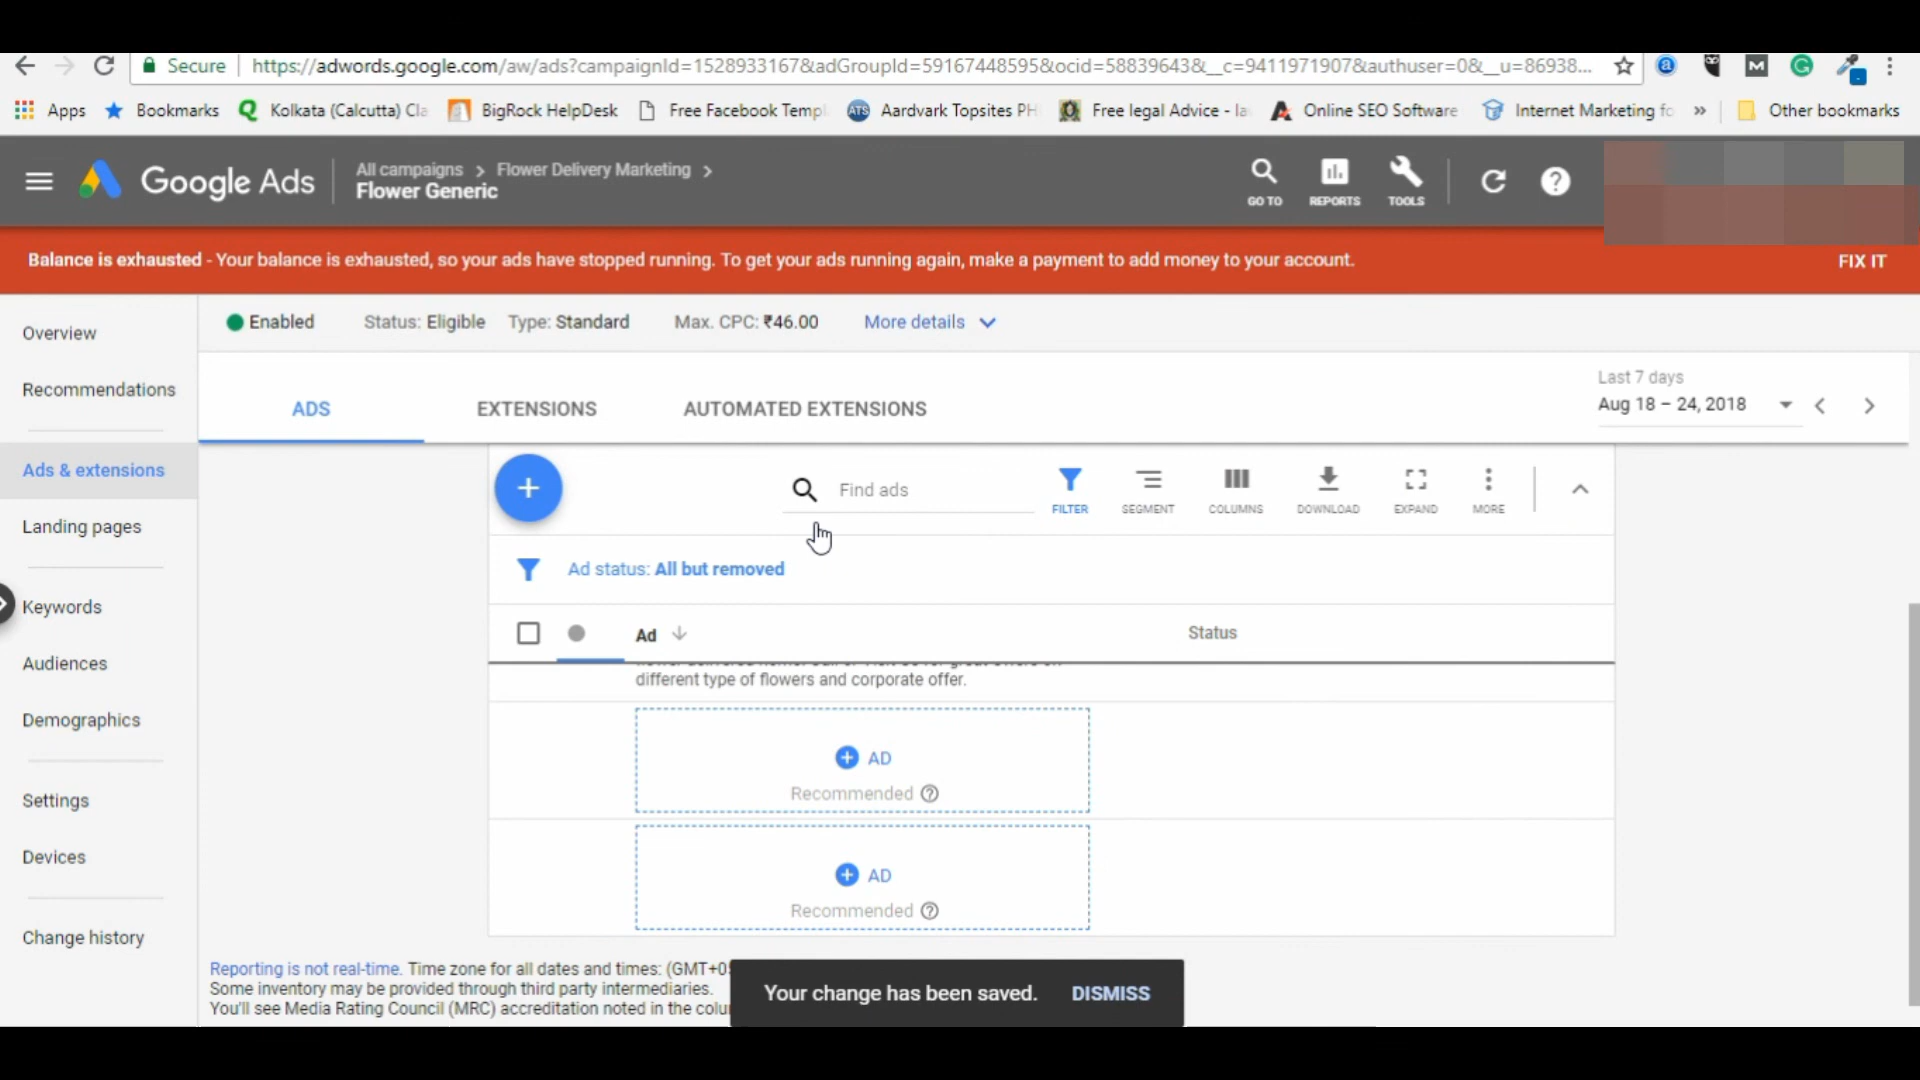 Secure https://adwords.google.com/aw/ads?campaignId=1528933167&adGroupId=59167448595&ocid=58839643&__c=9411971907&authuser=0&__u=86938...
Apps Bookmarks Kolkata (Calcutta) Cla BigRock HelpDesk Free Facebook Templ Aardvark Topsites PH Free legal Advice - la Online SEO Software Internet Marketing fo » Other bookmarks
Google Ads
All campaigns > Flower Delivery Marketing >
Flower Generic
GO TO REPORTS TOOLS
Balance is exhausted - Your balance is exhausted, so your ads have stopped running. To get your ads running again, make a payment to add money to your account. FIX IT
Enabled Status: Eligible Type: Standard Max. CPC: ₹46.00 More details
Overview
Recommendations
Ads & extensions
Landing pages
Keywords
Audiences
Demographics
Settings
Devices
Change history
ADS EXTENSIONS AUTOMATED EXTENSIONS
Last 7 days
Aug 18 – 24, 2018
Find ads
FILTER SEGMENT COLUMNS DOWNLOAD EXPAND MORE
Ad status: All but removed
Ad Status
different type of flowers and corporate offer.
AD
Recommended
AD
Recommended
Reporting is not real-time. Time zone for all dates and times: (GMT+05
Some inventory may be provided through third party intermediaries.
You'll see Media Rating Council (MRC) accreditation noted in the colu
Your change has been saved. DISMISS